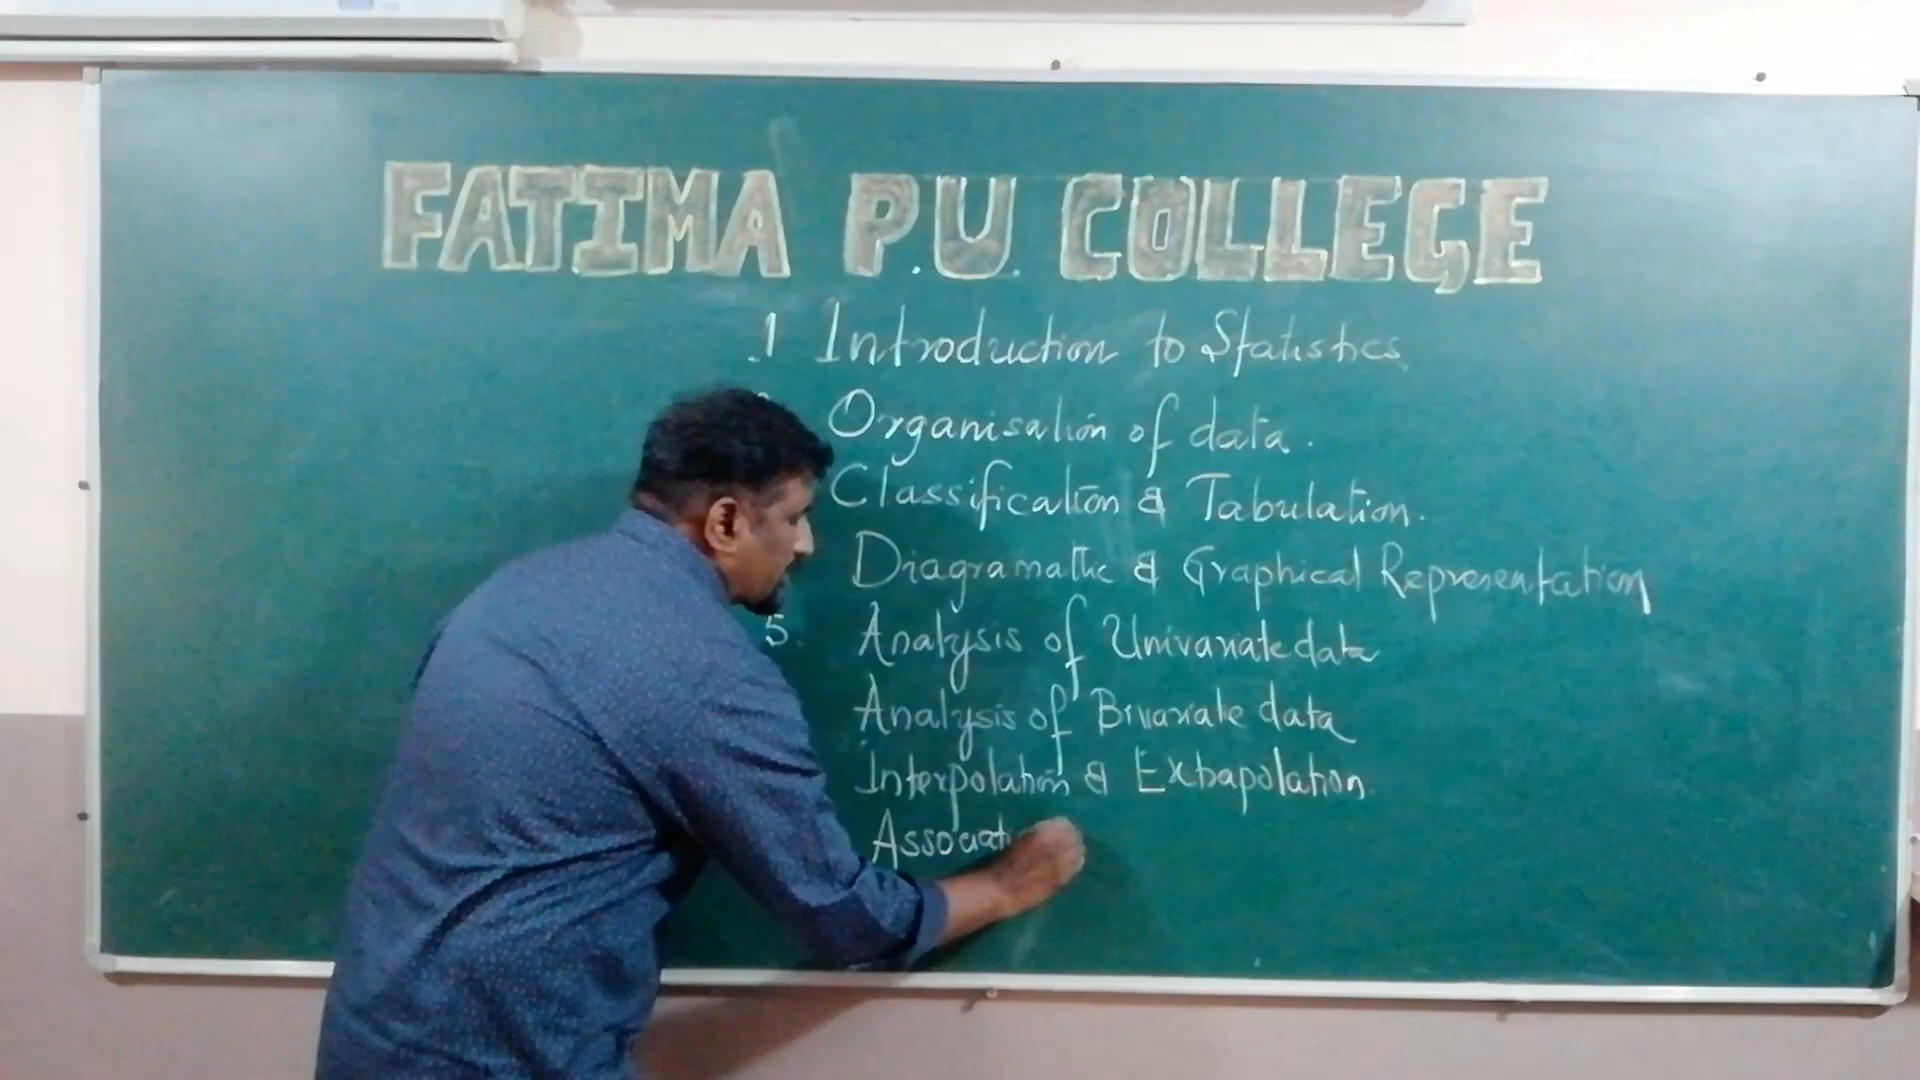 FATIMA P.U. COLLEGE
1 Introduction to Statistics
Organisation of data.
Classification & Tabulation.
Diagramatic & Graphical Representation
5. Analysis of Univariate data
Analysis of Bivariate data
Interpolation & Extrapolation.
Associati